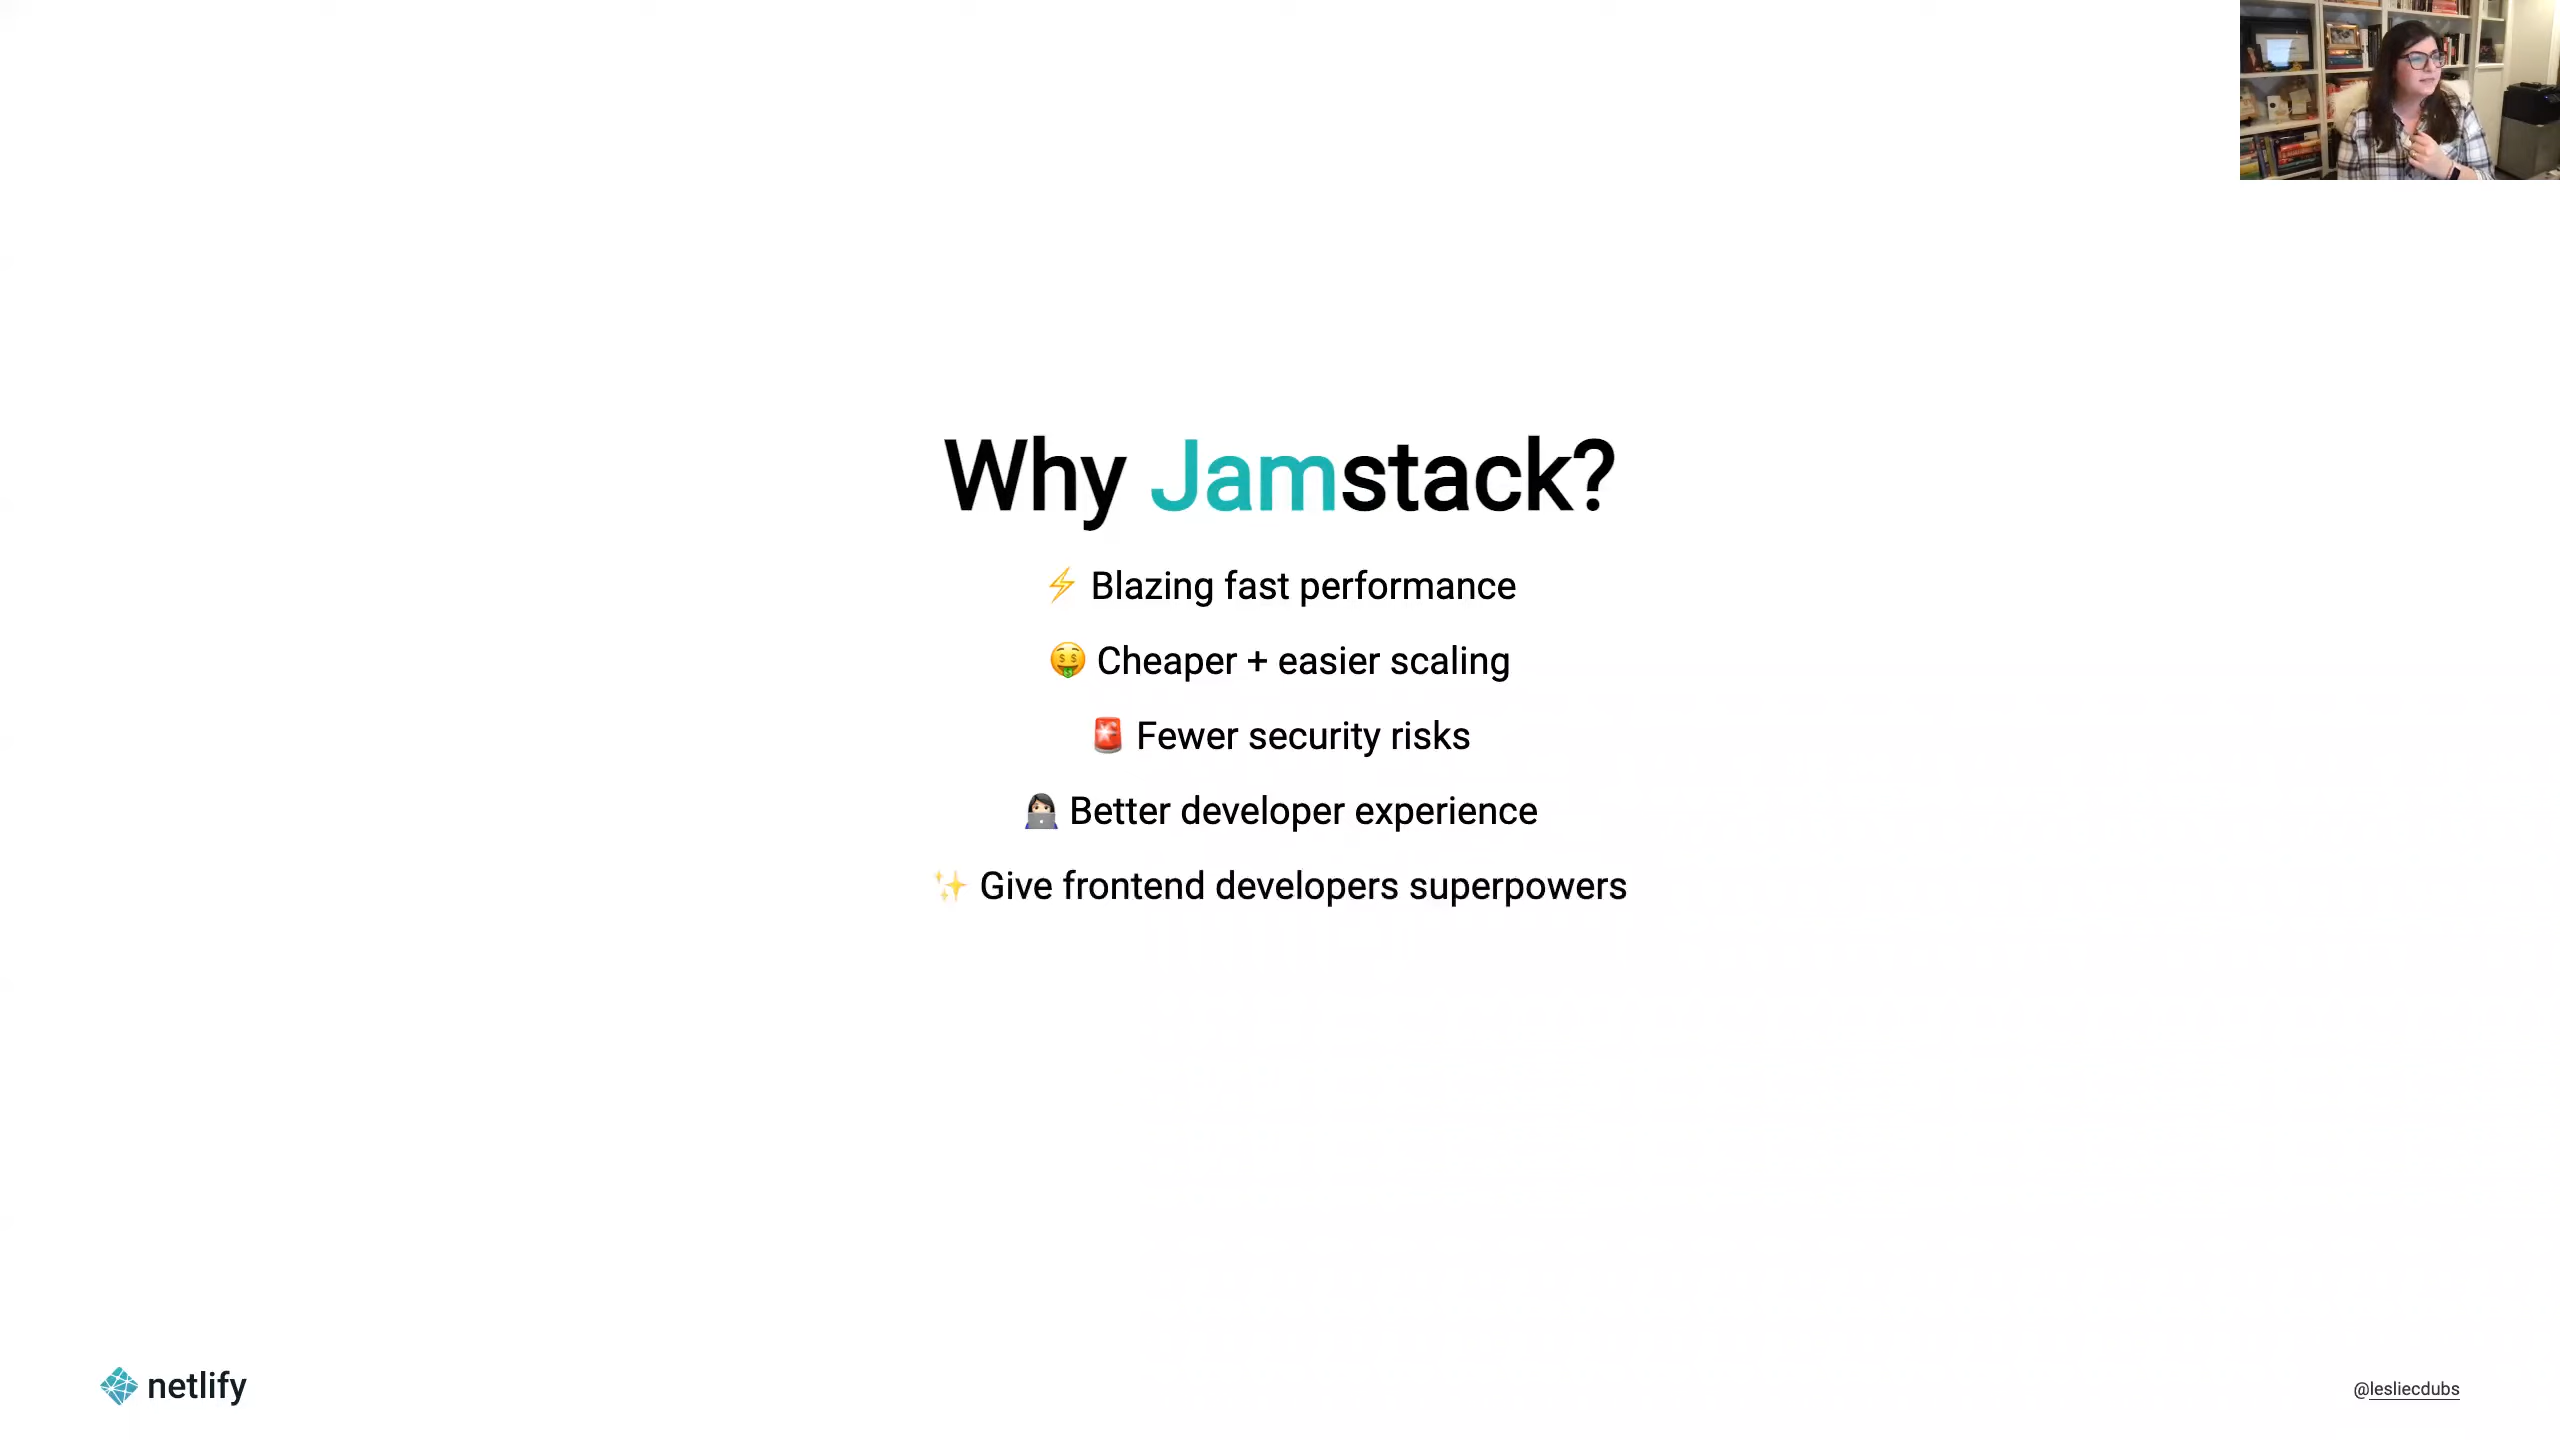 Why Jamstack?
⚡ Blazing fast performance
🤑 Cheaper + easier scaling
🚨 Fewer security risks
👩🏻‍💻 Better developer experience
✨ Give frontend developers superpowers
netlify
@lesliecdubs